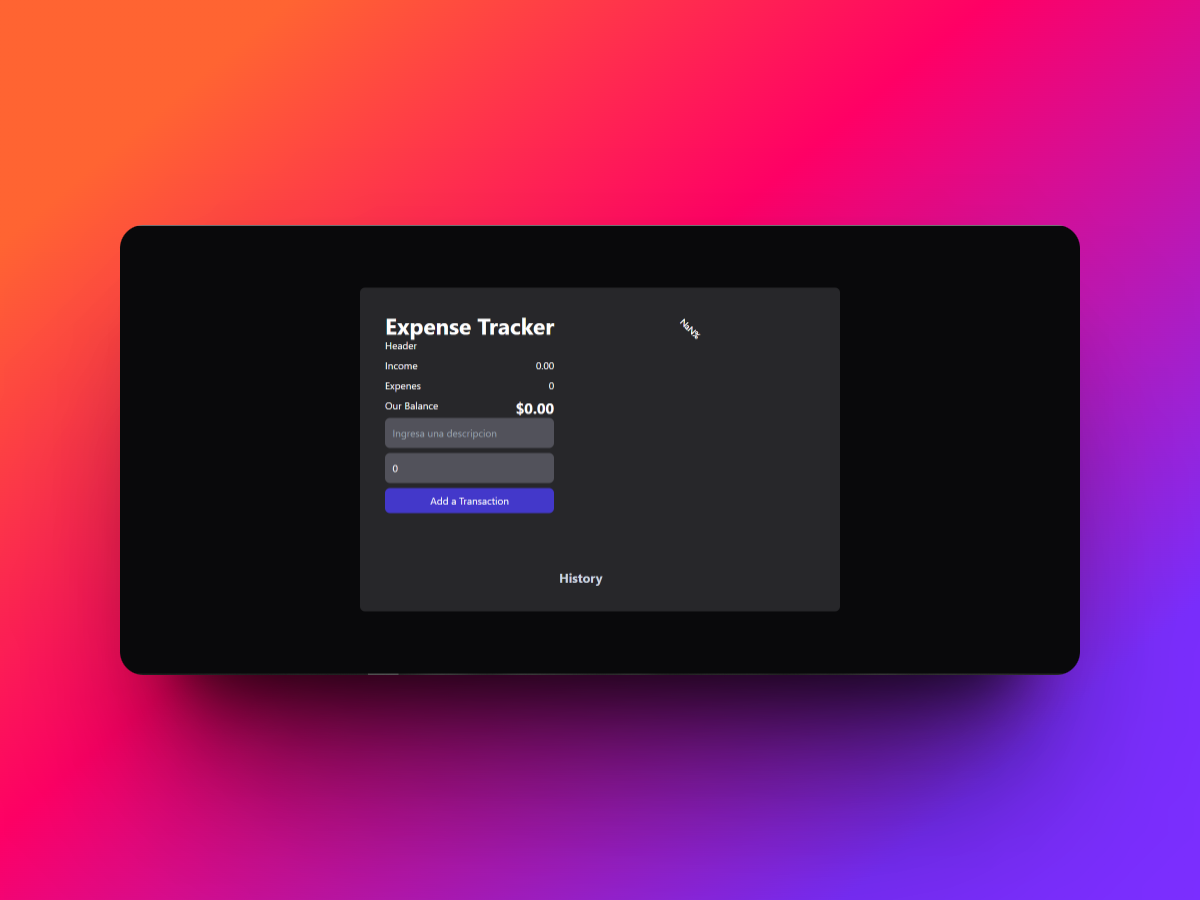 Expense Tracker
Header
Income 0.00
Expenes 0
Our Balance $0.00
Ingresa una descripcion
0
Add a Transaction
NaN%
History